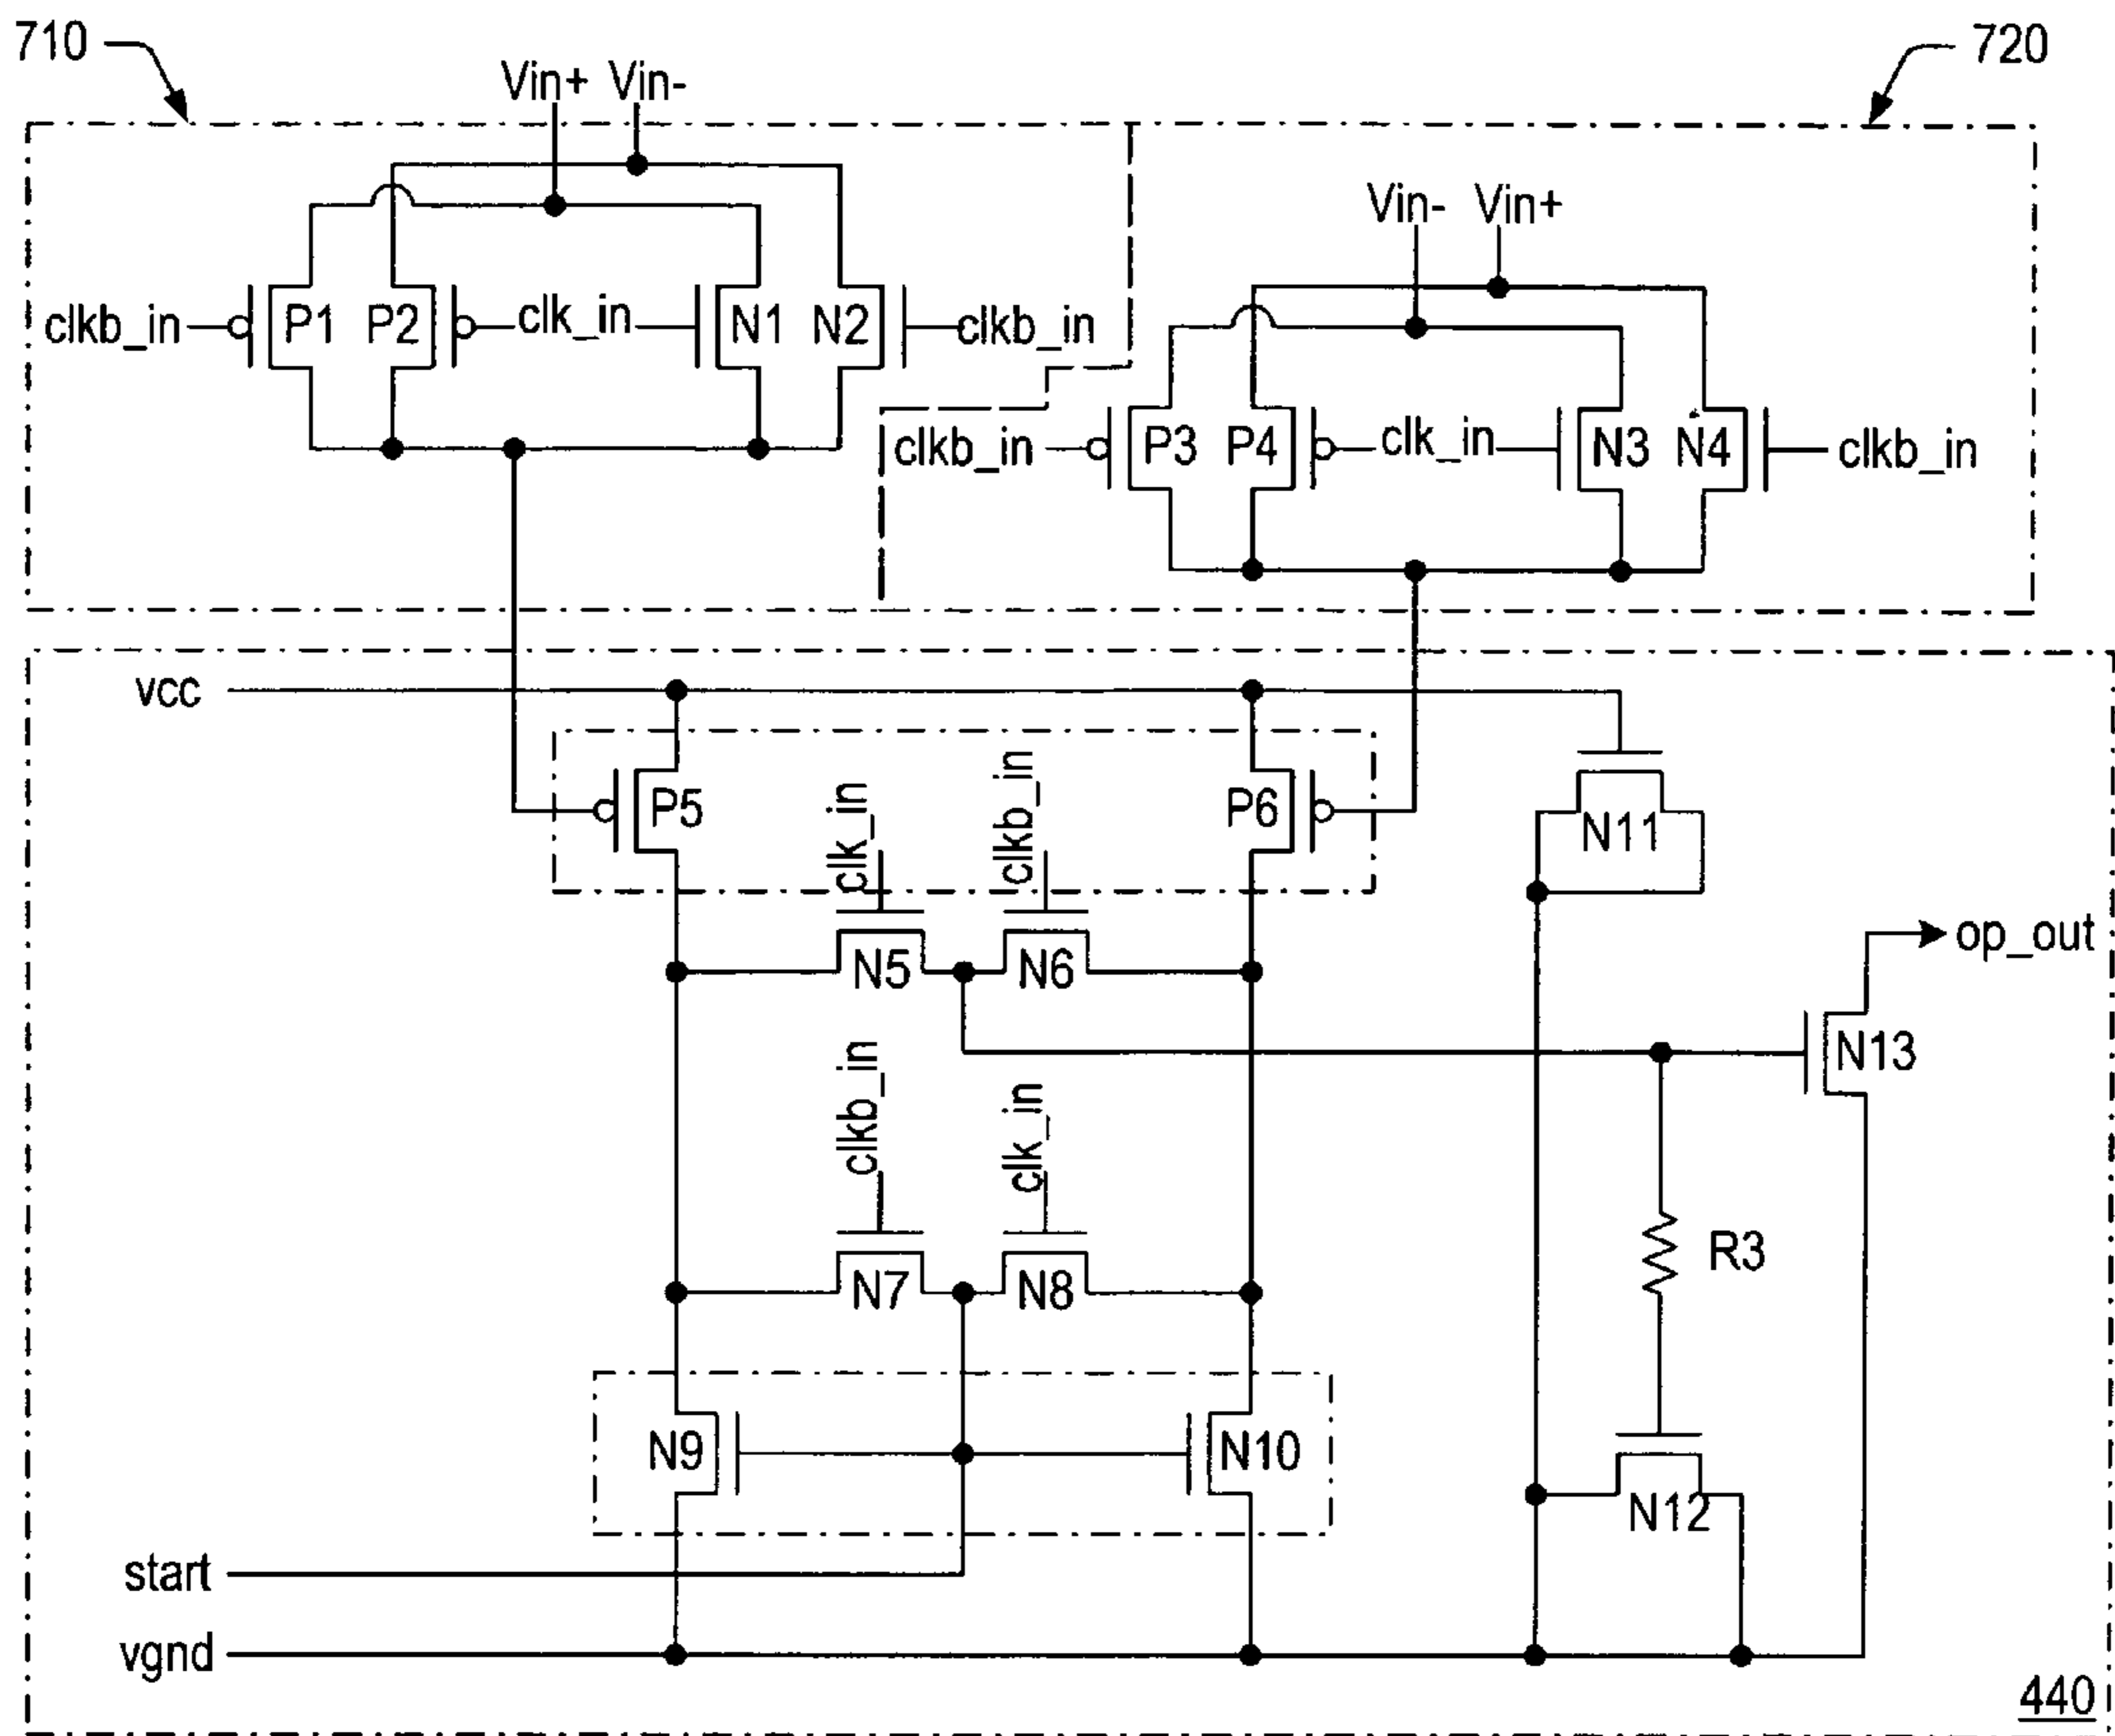 710
720
Vin+ Vin-
Vin- Vin+
clkb_in P1 P2 clk_in N1 N2 clkb_in
clkb_in P3 P4 clk_in N3 N4 clkb_in
vcc
P5 clk_in clkb_in P6 N11
N5 N6 op_out
N13
clkb_in clk_in
N7 N8 R3
N9 N10 N12
start
vgnd
440